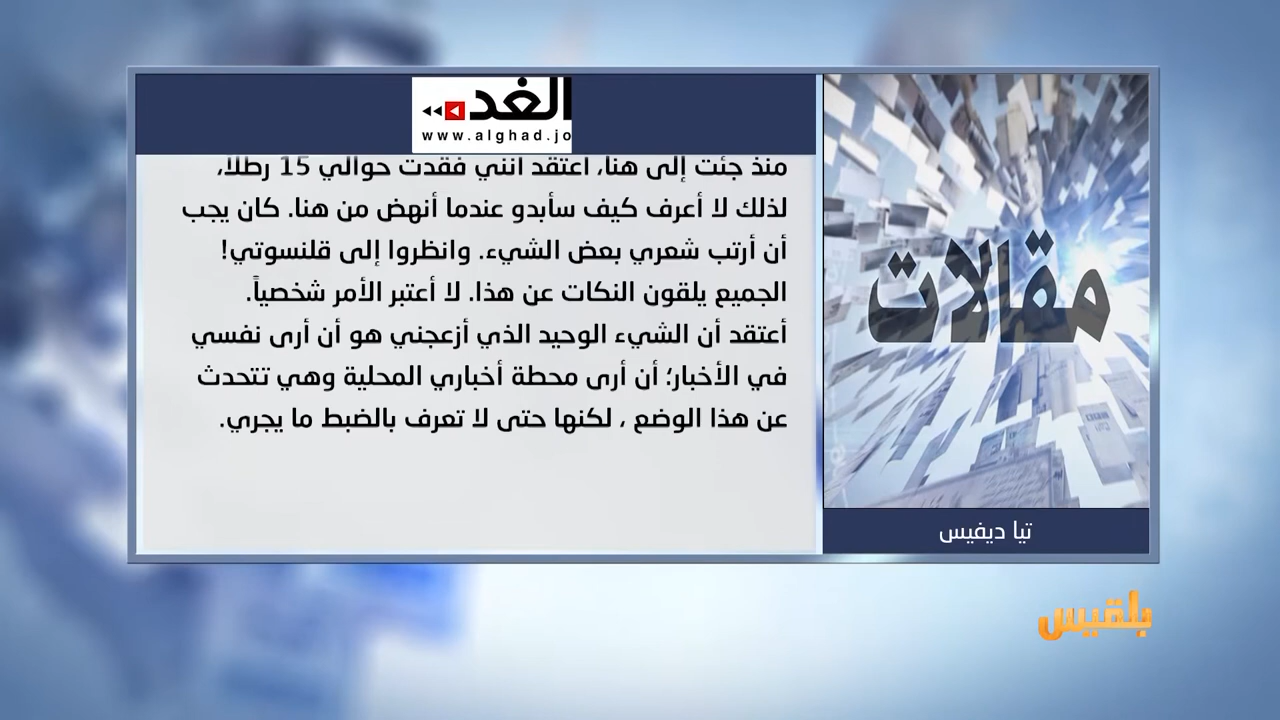 الغد
www.alghad.jo
منذ جئت إلى هنا، أعتقد أنني فقدت حوالي 15 رطلاً،
لذلك لا أعرف كيف سأبدو عندما أنهض من هنا. كان يجب
أن أرتب شعري بعض الشيء. وانظروا إلى قلنسوتي!
الجميع يلقون النكات عن هذا. لا أعتبر الأمر شخصياً.
أعتقد أن الشيء الوحيد الذي أزعجني هو أن أرى نفسي
في الأخبار؛ أن أرى محطة أخباري المحلية وهي تتحدث
عن هذا الوضع ، لكنها حتى لا تعرف بالضبط ما يجري.
مقالات
تيا ديفيس
بلقيس